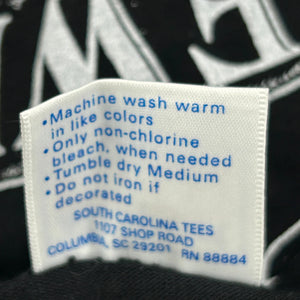 •Machine wash warm
in like colors
•Only non-chlorine
bleach, when needed
•Tumble dry Medium
•Do not iron if
decorated
SOUTH CAROLINA TEES
1107 SHOP ROAD
COLUMBIA, SC 29201 RN 88884